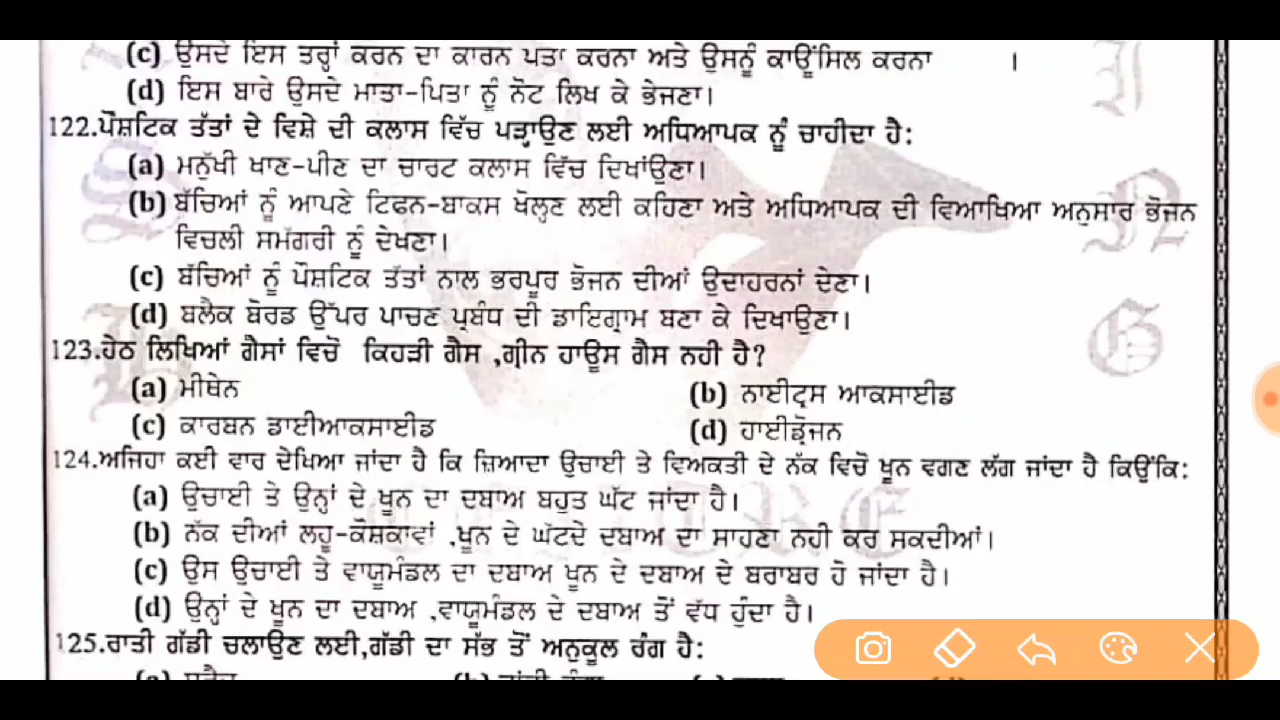 (c) ਉਸਦੇ ਇਸ ਤਰ੍ਹਾਂ ਕਰਨ ਦਾ ਕਾਰਨ ਪਤਾ ਕਰਨਾ ਅਤੇ ਉਸਨੂੰ ਕਾਊਂਸਿਲ ਕਰਨਾ ।
(d) ਇਸ ਬਾਰੇ ਉਸਦੇ ਮਾਤਾ-ਪਿਤਾ ਨੂੰ ਨੋਟ ਲਿਖ ਕੇ ਭੇਜਣਾ।
122.ਪੌਸ਼ਟਿਕ ਤੱਤਾਂ ਦੇ ਵਿਸ਼ੇ ਦੀ ਕਲਾਸ ਵਿੱਚ ਪੜ੍ਹਾਉਣ ਲਈ ਅਧਿਆਪਕ ਨੂੰ ਚਾਹੀਦਾ ਹੈ:
(a) ਮਨੁੱਖੀ ਖਾਣ-ਪੀਣ ਦਾ ਚਾਰਟ ਕਲਾਸ ਵਿੱਚ ਦਿਖਾਂਉਣਾ।
(b) ਬੱਚਿਆਂ ਨੂੰ ਆਪਣੇ ਟਿਫਨ-ਬਾਕਸ ਖੋਲ੍ਹਣ ਲਈ ਕਹਿਣਾ ਅਤੇ ਅਧਿਆਪਕ ਦੀ ਵਿਆਖਿਆ ਅਨੁਸਾਰ ਭੋਜਨ
ਵਿਚਲੀ ਸਮੱਗਰੀ ਨੂੰ ਦੇਖਣਾ।
(c) ਬੱਚਿਆਂ ਨੂੰ ਪੌਸ਼ਟਿਕ ਤੱਤਾਂ ਨਾਲ ਭਰਪੂਰ ਭੋਜਨ ਦੀਆਂ ਉਦਾਹਰਨਾਂ ਦੇਣਾ।
(d) ਬਲੈਕ ਬੋਰਡ ਉੱਪਰ ਪਾਚਣ ਪ੍ਰਬੰਧ ਦੀ ਡਾਇਗ੍ਰਾਮ ਬਣਾ ਕੇ ਦਿਖਾਉਣਾ।
123.ਹੇਠ ਲਿਖਿਆਂ ਗੈਸਾਂ ਵਿਚੋਂ ਕਿਹੜੀ ਗੈਸ ,ਗ੍ਰੀਨ ਹਾਊਸ ਗੈਸ ਨਹੀ ਹੈ?
(a) ਮੀਥੇਨ (b) ਨਾਈਟ੍ਰਸ ਆਕਸਾਈਡ
(c) ਕਾਰਬਨ ਡਾਈਆਕਸਾਈਡ (d) ਹਾਈਡ੍ਰੋਜਨ
124.ਅਜਿਹਾ ਕਈ ਵਾਰ ਦੇਖਿਆ ਜਾਂਦਾ ਹੈ ਕਿ ਜ਼ਿਆਦਾ ਉਚਾਈ ਤੇ ਵਿਅਕਤੀ ਦੇ ਨੱਕ ਵਿਚੋ ਖੂਨ ਵਗਣ ਲੱਗ ਜਾਂਦਾ ਹੈ ਕਿਉਂਕਿ:
(a) ਉਚਾਈ ਤੇ ਉਨ੍ਹਾਂ ਦੇ ਖੂਨ ਦਾ ਦਬਾਅ ਬਹੁਤ ਘੱਟ ਜਾਂਦਾ ਹੈ।
(b) ਨੱਕ ਦੀਆਂ ਲਹੂ-ਕੋਸ਼ਕਾਵਾਂ ,ਖੂਨ ਦੇ ਘੱਟਦੇ ਦਬਾਅ ਦਾ ਸਾਹਣਾ ਨਹੀ ਕਰ ਸਕਦੀਆਂ।
(c) ਉਸ ਉਚਾਈ ਤੇ ਵਾਯੂਮੰਡਲ ਦਾ ਦਬਾਅ ਖੂਨ ਦੇ ਦਬਾਅ ਦੇ ਬਰਾਬਰ ਹੋ ਜਾਂਦਾ ਹੈ।
(d) ਉਨ੍ਹਾਂ ਦੇ ਖੂਨ ਦਾ ਦਬਾਅ ,ਵਾਯੂਮੰਡਲ ਦੇ ਦਬਾਅ ਤੋਂ ਵੱਧ ਹੁੰਦਾ ਹੈ।
125.ਰਾਤੀ ਗੱਡੀ ਚਲਾਉਣ ਲਈ,ਗੱਡੀ ਦਾ ਸੱਭ ਤੋਂ ਅਨੁਕੂਲ ਰੰਗ ਹੈ: